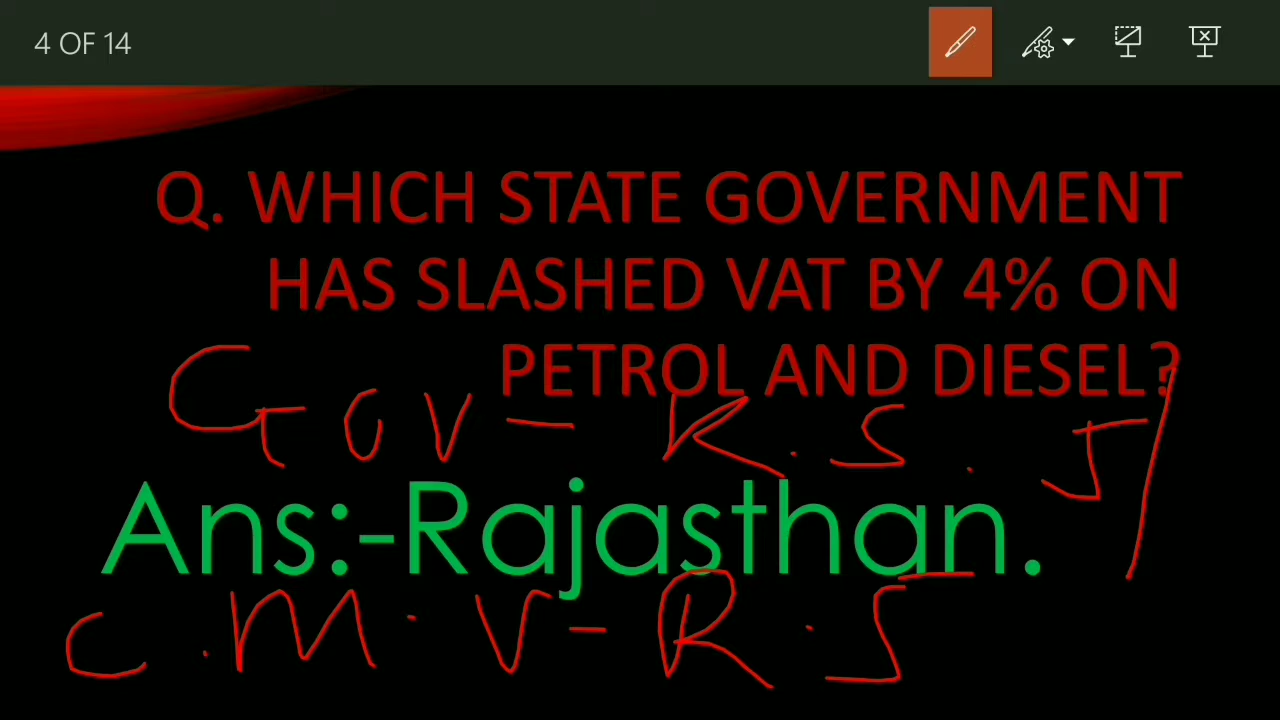 4 OF 14
Q. WHICH STATE GOVERNMENT
HAS SLASHED VAT BY 4% ON
PETROL AND DIESEL?
Gov - R.S.
Ans:-Rajasthan.
C.M. V - R.S